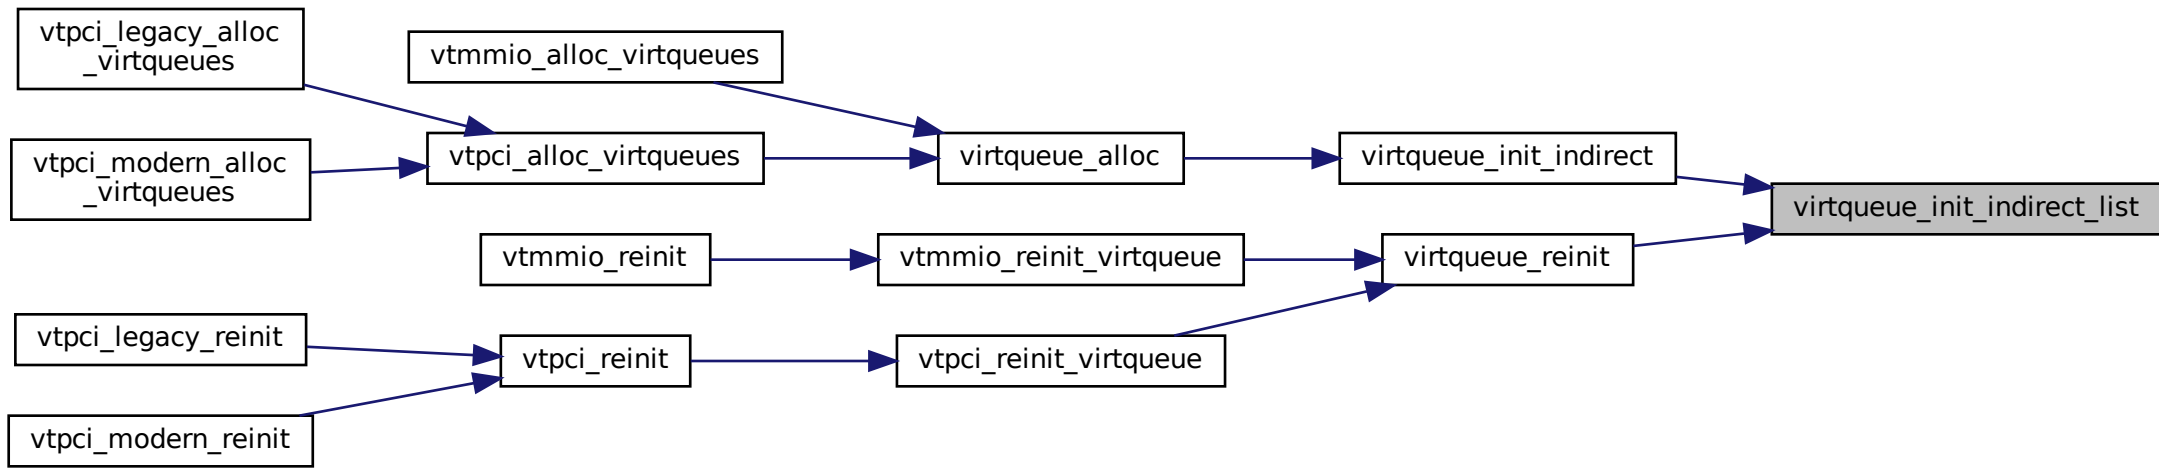 vtpci_legacy_alloc
_virtqueues
vtmmio_alloc_virtqueues
vtpci_modern_alloc
_virtqueues
vtpci_alloc_virtqueues
virtqueue_alloc
virtqueue_init_indirect
virtqueue_init_indirect_list
vtmmio_reinit
vtmmio_reinit_virtqueue
virtqueue_reinit
vtpci_legacy_reinit
vtpci_reinit
vtpci_reinit_virtqueue
vtpci_modern_reinit